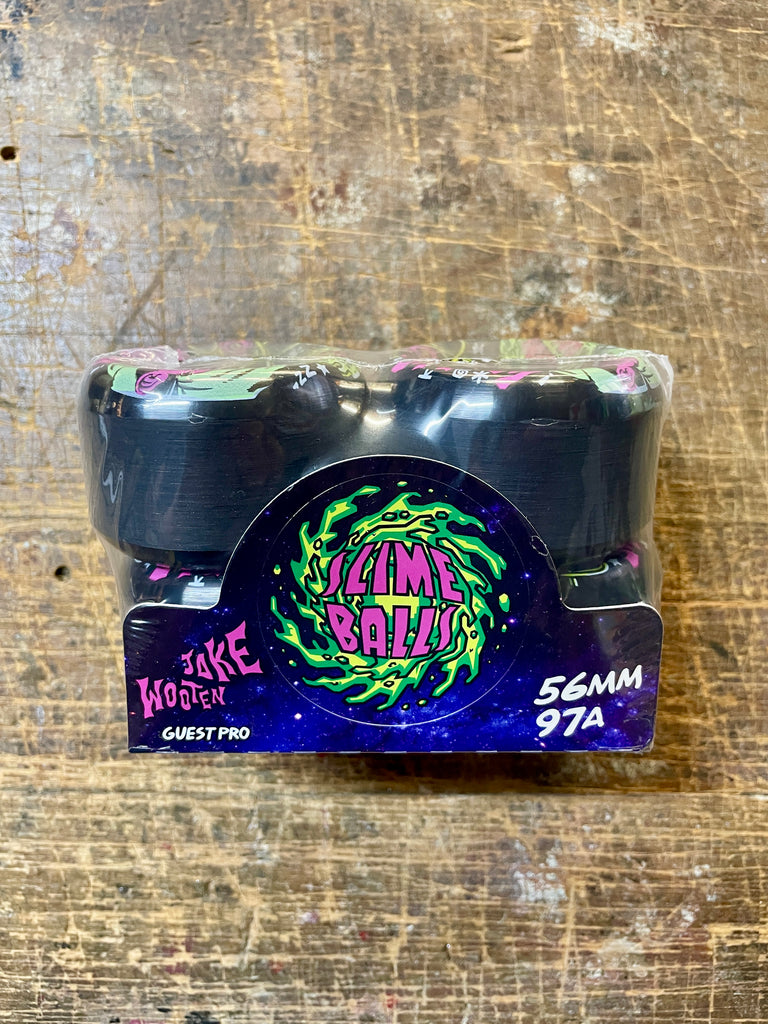 SLIME
BALLS
JAKE
WOOTEN
GUEST PRO
56MM
97A